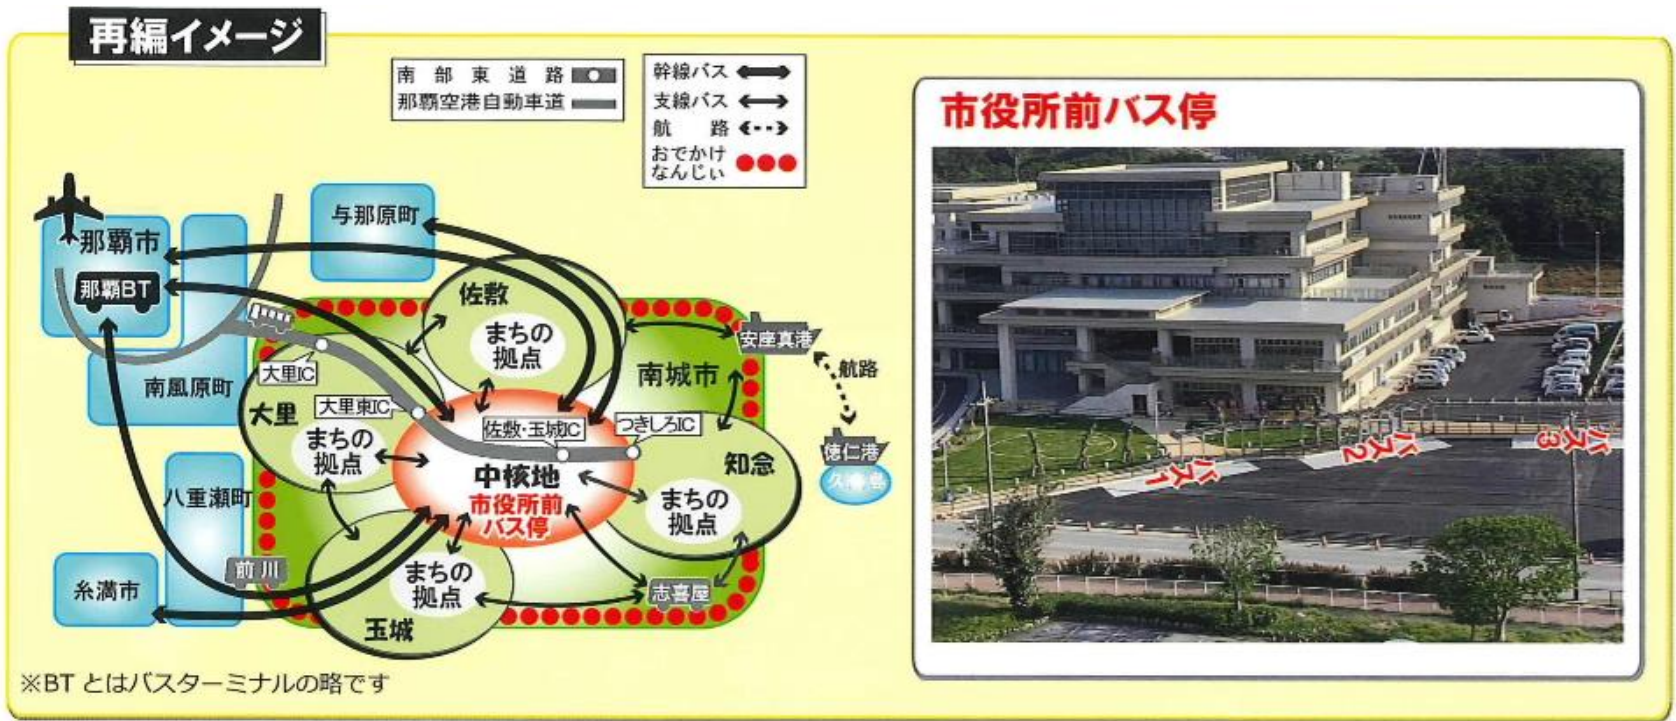 再編イメージ
南部東道路
那覇空港自動車道
幹線バス
支線バス
航路
おでかけ
なんじぃ
与那原町
那覇市
那覇BT
佐敷
まちの
拠点
安座真港
航路
南城市
大里IC
南風原町
大里東IC
大里
まちの
拠点
佐敷・玉城IC
つきしろIC
徳仁港
知念
中核地
市役所前
バス停
まちの
拠点
八重瀬町
前川
まちの
拠点
志喜屋
糸満市
玉城
※BT とはバスターミナルの略です
市役所前バス停
バス1
バス2
バス3